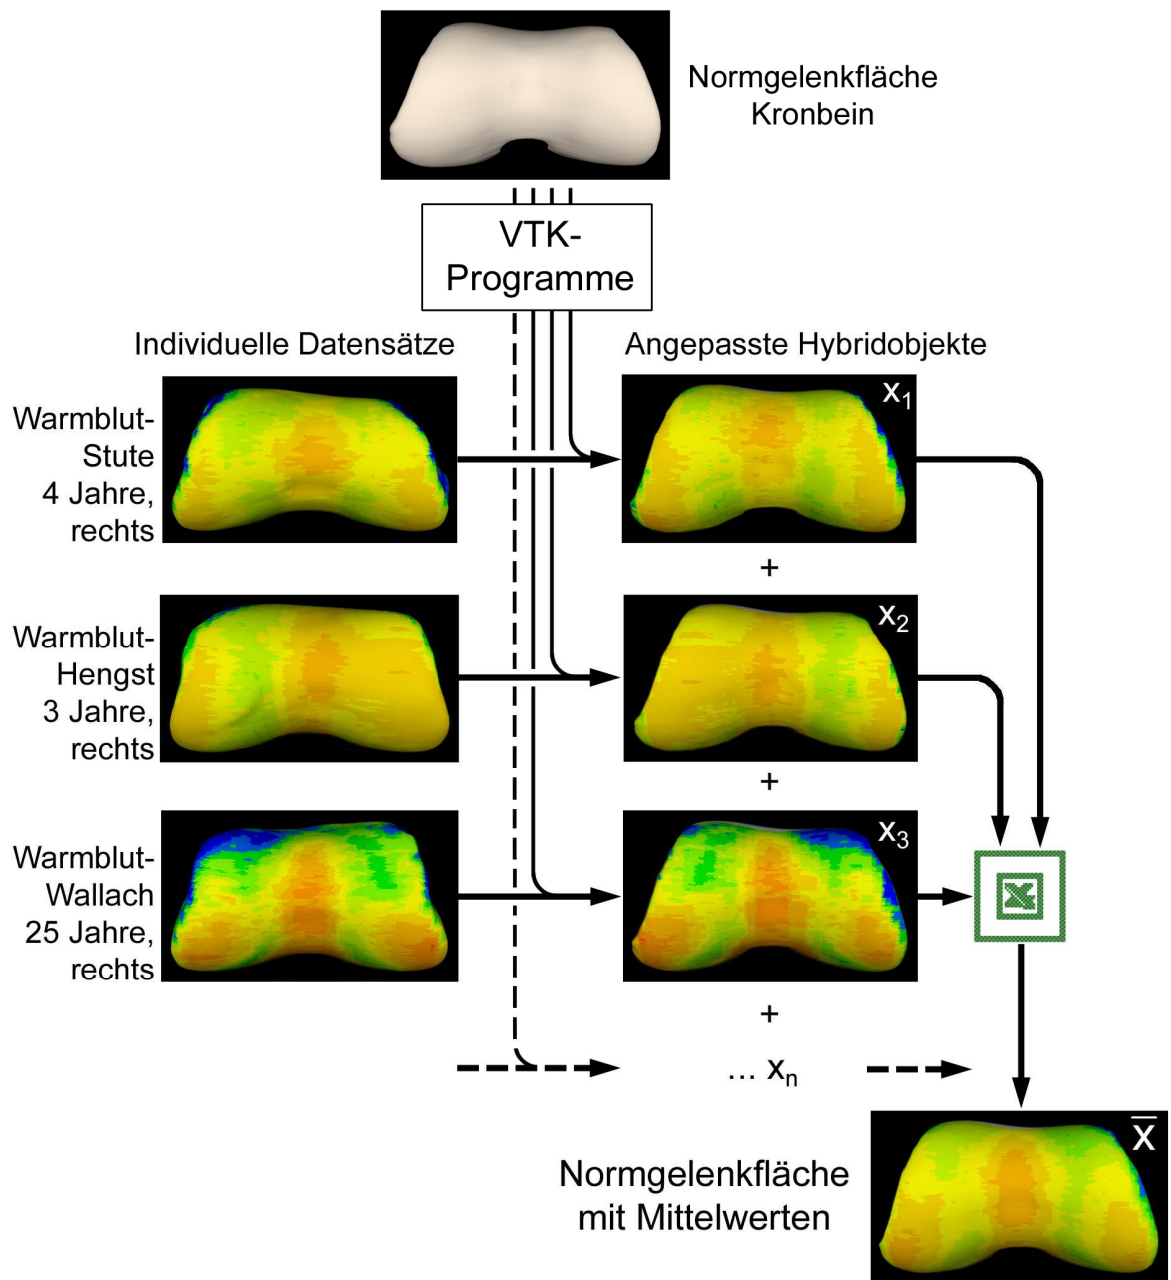 Normgelenkfläche
Kronbein
VTK-
Programme
Individuelle Datensätze
Angepasste Hybridobjekte
Warmblut-
Stute
4 Jahre,
rechts
x₁
+
Warmblut-
Hengst
3 Jahre,
rechts
x₂
+
Warmblut-
Wallach
25 Jahre,
rechts
x₃
X
+
... xₙ
Normgelenkfläche
mit Mittelwerten
x̅